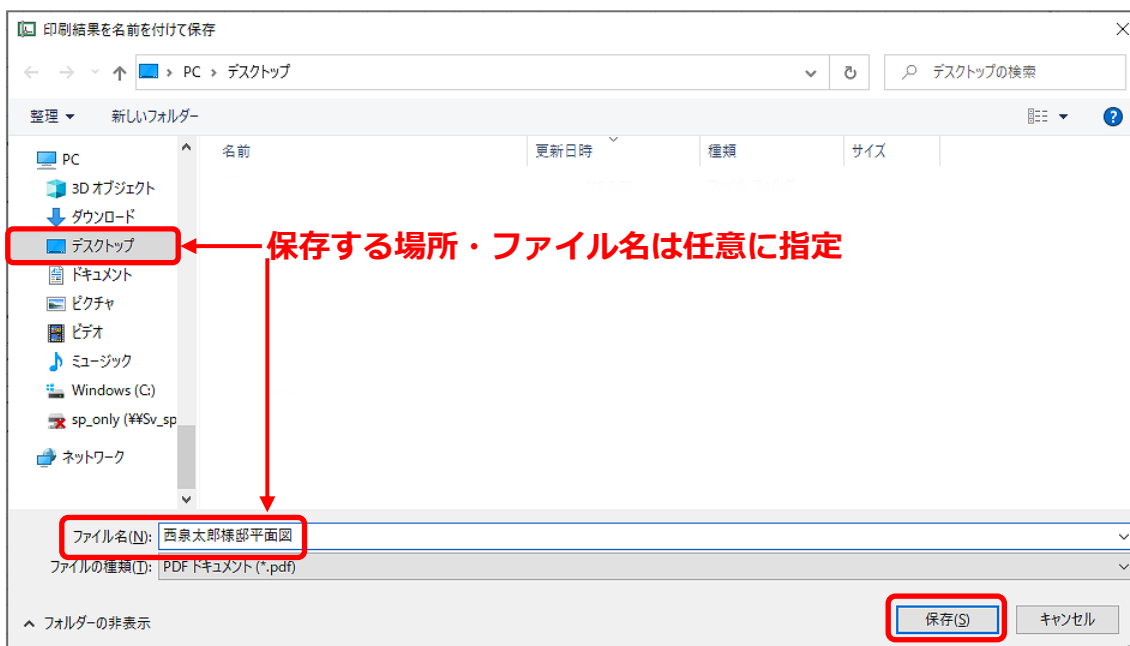 印刷結果を名前を付けて保存
PC › デスクトップ
デスクトップの検索
整理
新しいフォルダー
名前
更新日時
種類
サイズ
PC
3D オブジェクト
ダウンロード
デスクトップ
保存する場所・ファイル名は任意に指定
ドキュメント
ピクチャ
ビデオ
ミュージック
Windows (C:)
sp_only (¥¥Sv_sp
ネットワーク
ファイル名(N): 西泉太郎様邸平面図
ファイルの種類(T): PDF ドキュメント (*.pdf)
フォルダーの非表示
保存(S)
キャンセル